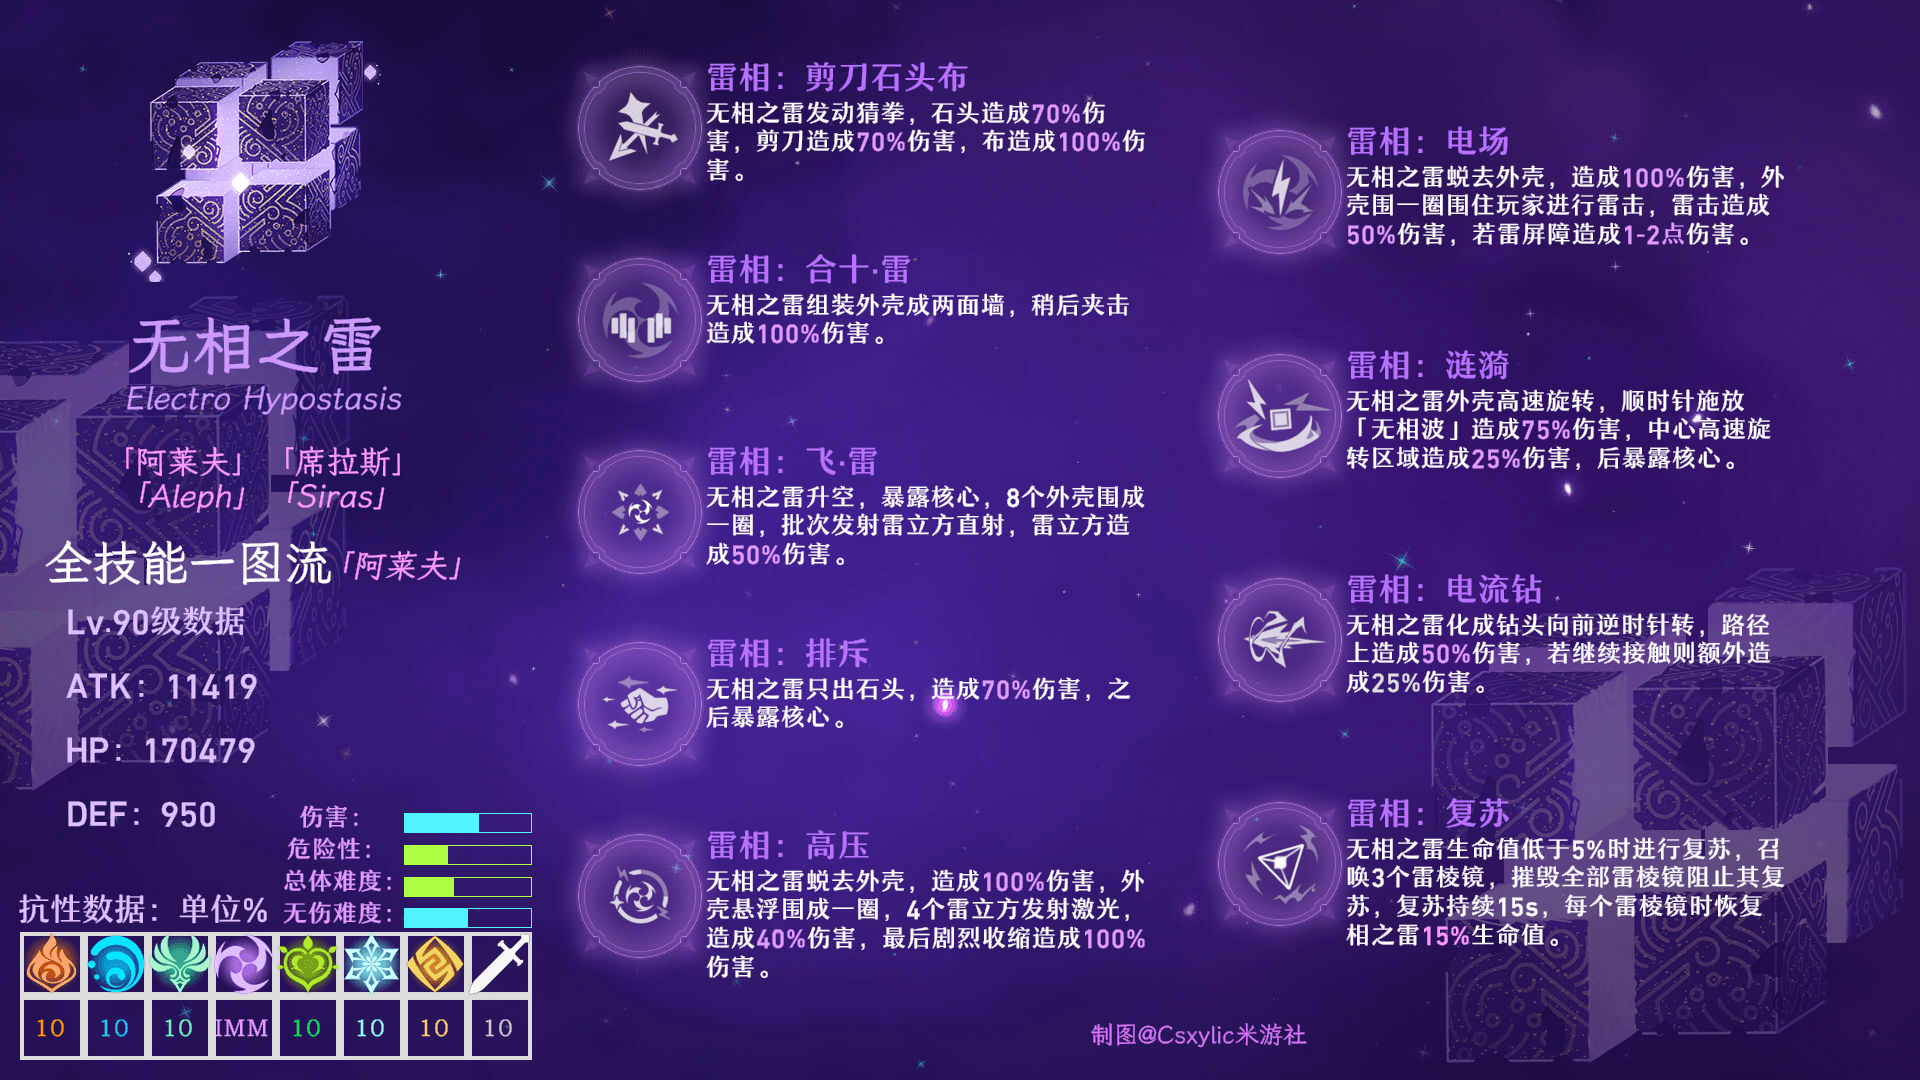 无相之雷
Electro Hypostasis
「阿莱夫」 「席拉斯」
「Aleph」 「Siras」
全技能一图流「阿莱夫」
Lv.90级数据
ATK：11419
HP：170479
DEF：950
伤害：
危险性：
总体难度：
无伤难度：
抗性数据：单位%
10 10 10 IMM 10 10 10 10
雷相：剪刀石头布
无相之雷发动猜拳，石头造成70%伤
害，剪刀造成70%伤害，布造成100%伤
害。
雷相：合十·雷
无相之雷组装外壳成两面墙，稍后夹击
造成100%伤害。
雷相：飞·雷
无相之雷升空，暴露核心，8个外壳围成
一圈，批次发射雷立方直射，雷立方造
成50%伤害。
雷相：排斥
无相之雷只出石头，造成70%伤害，之
后暴露核心。
雷相：高压
无相之雷蜕去外壳，造成100%伤害，外
壳悬浮围成一圈，4个雷立方发射激光，
造成40%伤害，最后剧烈收缩造成100%
伤害。
雷相：电场
无相之雷蜕去外壳，造成100%伤害，外
壳围一圈围住玩家进行雷击，雷击造成
50%伤害，若雷屏障造成1-2点伤害。
雷相：涟漪
无相之雷外壳高速旋转，顺时针施放
「无相波」造成75%伤害，中心高速旋
转区域造成25%伤害，后暴露核心。
雷相：电流钻
无相之雷化成钻头向前逆时针转，路径
上造成50%伤害，若继续接触则额外造
成25%伤害。
雷相：复苏
无相之雷生命值低于5%时进行复苏，召
唤3个雷棱镜，摧毁全部雷棱镜阻止其复
苏，复苏持续15s，每个雷棱镜时恢复
相之雷15%生命值。
制图@Csxylic米游社